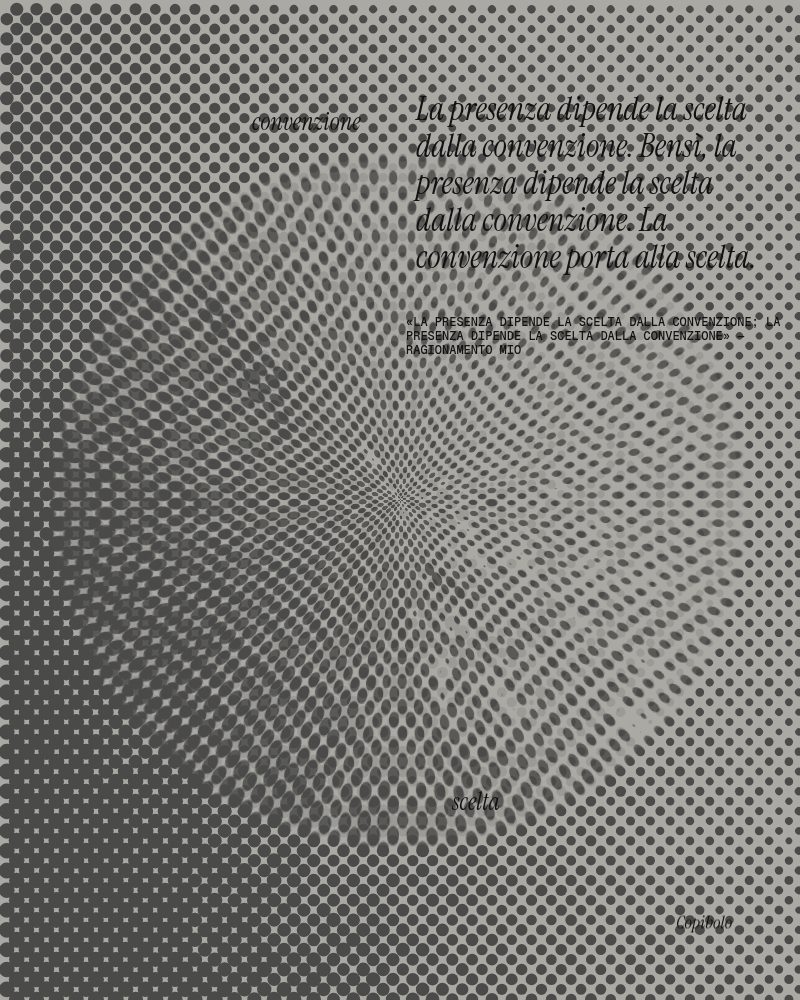 convenzione
La presenza dipende la scelta
dalla convenzione. Bensì, la
presenza dipende la scelta
dalla convenzione. La
convenzione porta alla scelta.
«LA PRESENZA DIPENDE LA SCELTA DALLA CONVENZIONE; LA
PRESENZA DIPENDE LA SCELTA DALLA CONVENZIONE» —
RAGIONAMENTO MIO
scelta
Copibolo